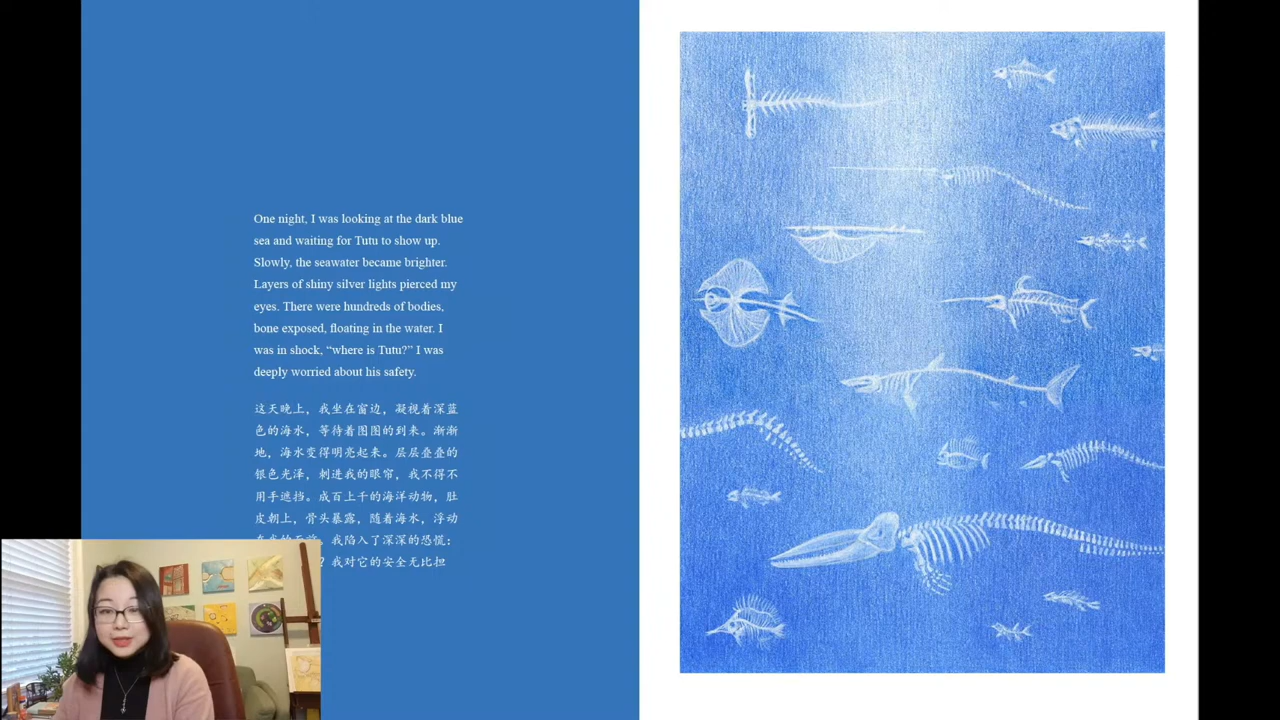 One night, I was looking at the dark blue
sea and waiting for Tutu to show up.
Slowly, the seawater became brighter.
Layers of shiny silver lights pierced my
eyes. There were hundreds of bodies,
bone exposed, floating in the water. I
was in shock, “where is Tutu?” I was
deeply worried about his safety.
这天晚上，我坐在窗边，凝视着深蓝
色的海水，等待着图图的到来。渐渐
地，海水变得明亮起来。层层叠叠的
银色光泽，刺进我的眼帘，我不得不
用手遮挡。成百上千的海洋动物，肚
皮朝上，骨头暴露，随着海水，浮动
我陷入了深深的恐慌：
？我对它的安全无比担